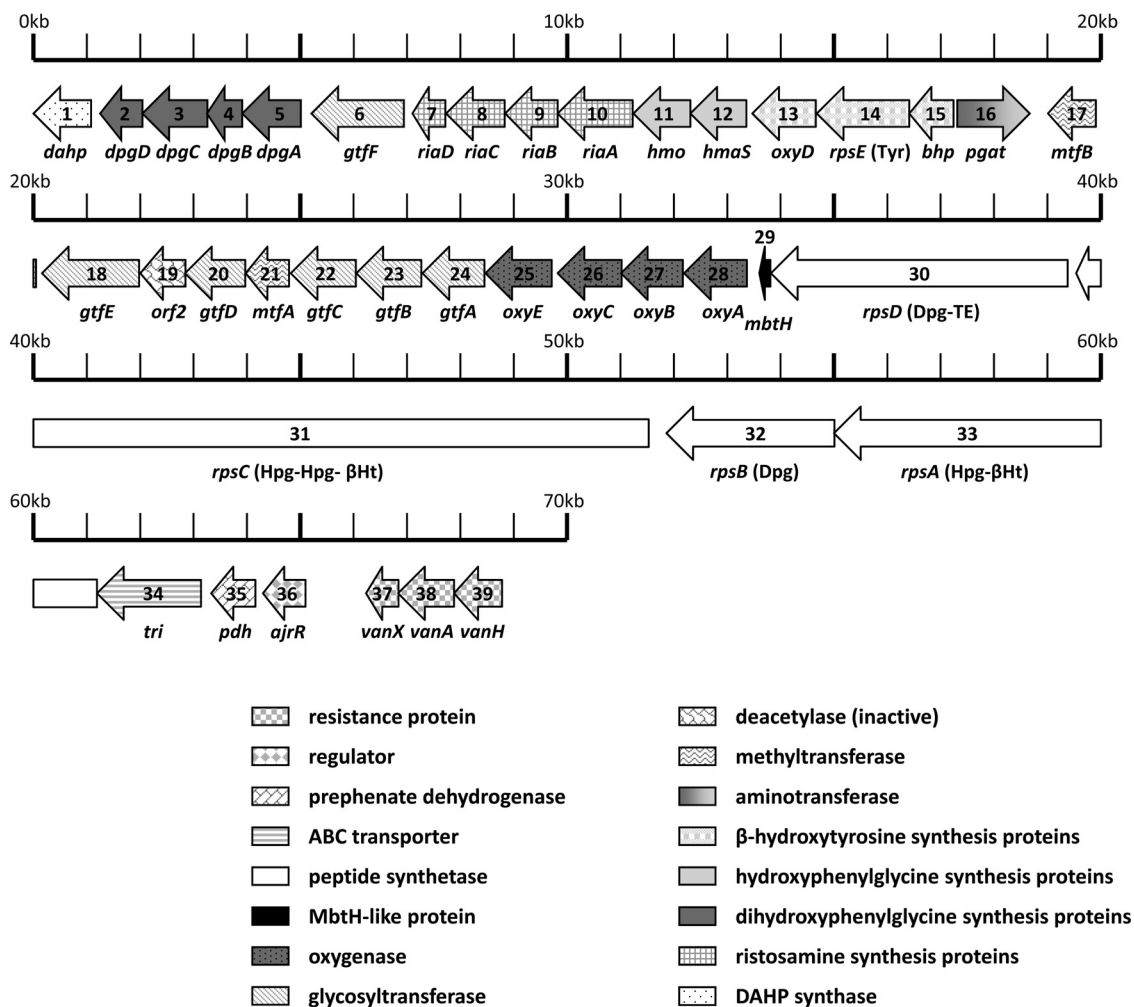 0kb 10kb 20kb
1 2 3 4 5 6 7 8 9 10 11 12 13 14 15 16 17
dahp dpgD dpgC dpgB dpgA gtfF riaD riaC riaB riaA hmo hmaS oxyD rpsE (Tyr) bhp pgat mtfB
20kb 30kb 40kb
29
18 19 20 21 22 23 24 25 26 27 28 30
gtfE orf2 gtfD mtfA gtfC gtfB gtfA oxyE oxyC oxyB oxyA mbtH rpsD (Dpg-TE)
40kb 50kb 60kb
31 32 33
rpsC (Hpg-Hpg- βHt) rpsB (Dpg) rpsA (Hpg-βHt)
60kb 70kb
34 35 36 37 38 39
tri pdh ajrR vanX vanA vanH
resistance protein
regulator
prephenate dehydrogenase
ABC transporter
peptide synthetase
MbtH-like protein
oxygenase
glycosyltransferase
deacetylase (inactive)
methyltransferase
aminotransferase
β-hydroxytyrosine synthesis proteins
hydroxyphenylglycine synthesis proteins
dihydroxyphenylglycine synthesis proteins
ristosamine synthesis proteins
DAHP synthase